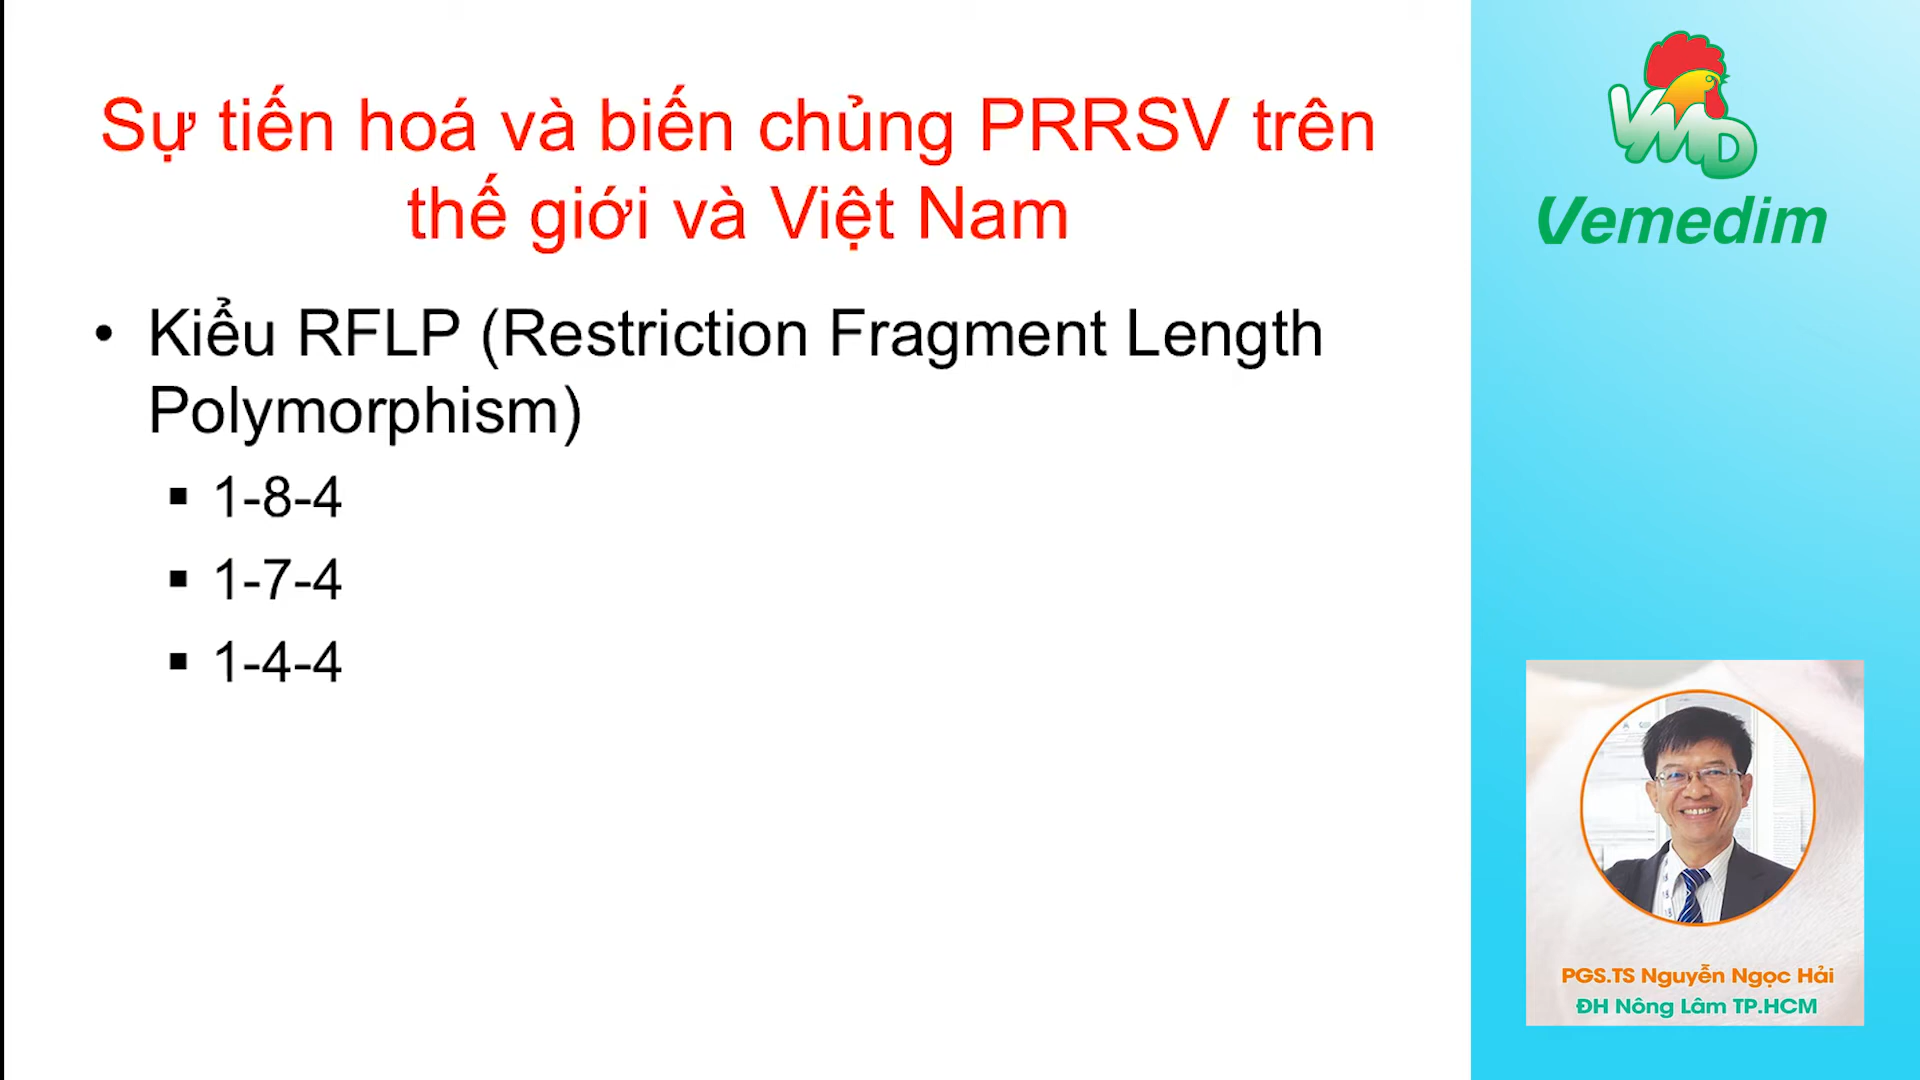 Sự tiến hoá và biến chủng PRRSV trên
thế giới và Việt Nam
• Kiểu RFLP (Restriction Fragment Length
Polymorphism)
▪ 1-8-4
▪ 1-7-4
▪ 1-4-4
VMD
Vemedim
PGS.TS Nguyễn Ngọc Hải
ĐH Nông Lâm TP.HCM